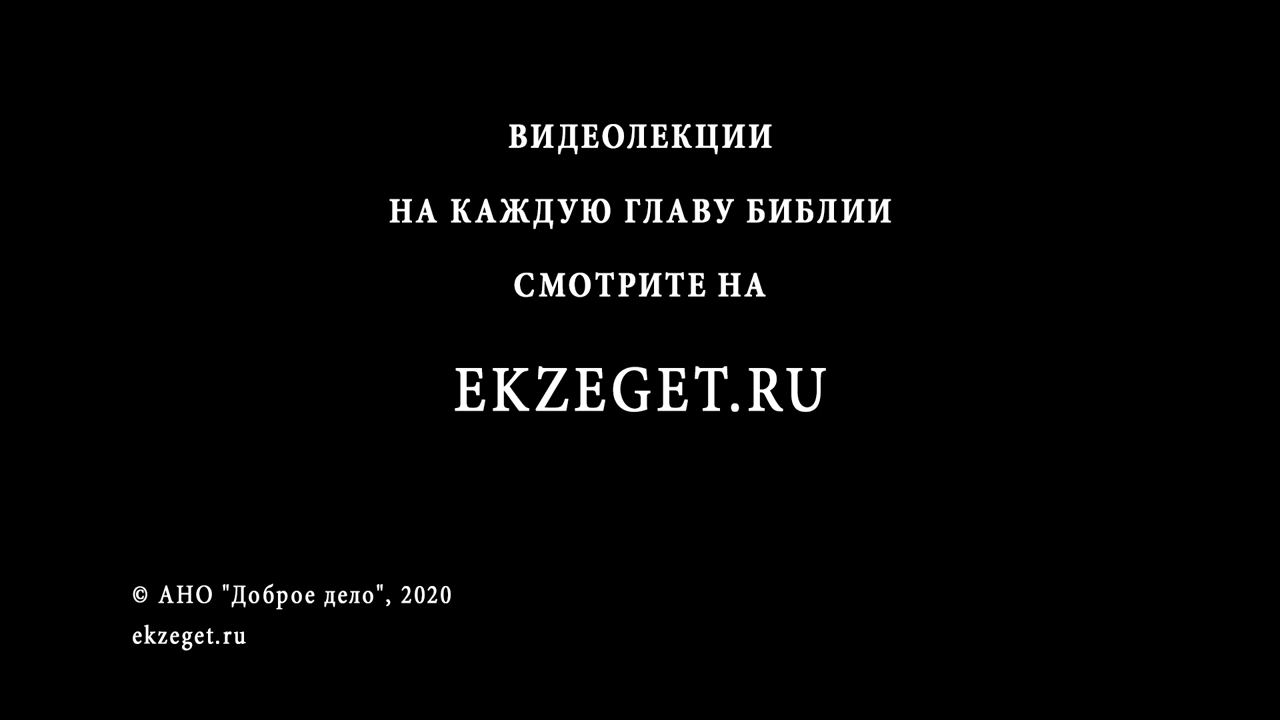 ВИДЕОЛЕКЦИИ
НА КАЖДУЮ ГЛАВУ БИБЛИИ
СМОТРИТЕ НА
EKZEGET.RU
© АНО "Доброе дело", 2020
ekzeget.ru